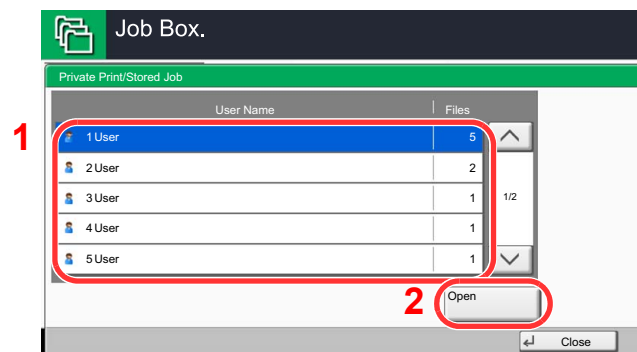 Job Box.
Private Print/Stored Job
User Name Files
1
1 User 5
2 User 2
3 User 1
1/2
4 User 1
5 User 1
2
Open
Close